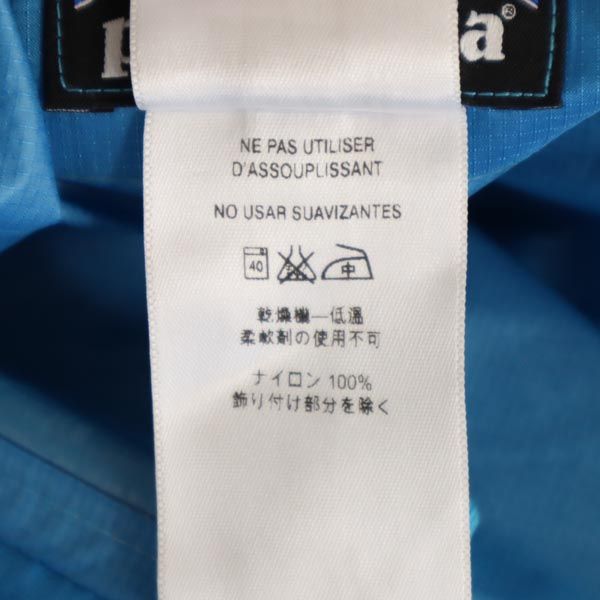 p a®
NE PAS UTILISER
D'ASSOUPLISSANT
NO USAR SUAVIZANTES
40 中
乾燥機—低温
柔軟剤の使用不可
ナイロン 100%
飾り付け部分を除く